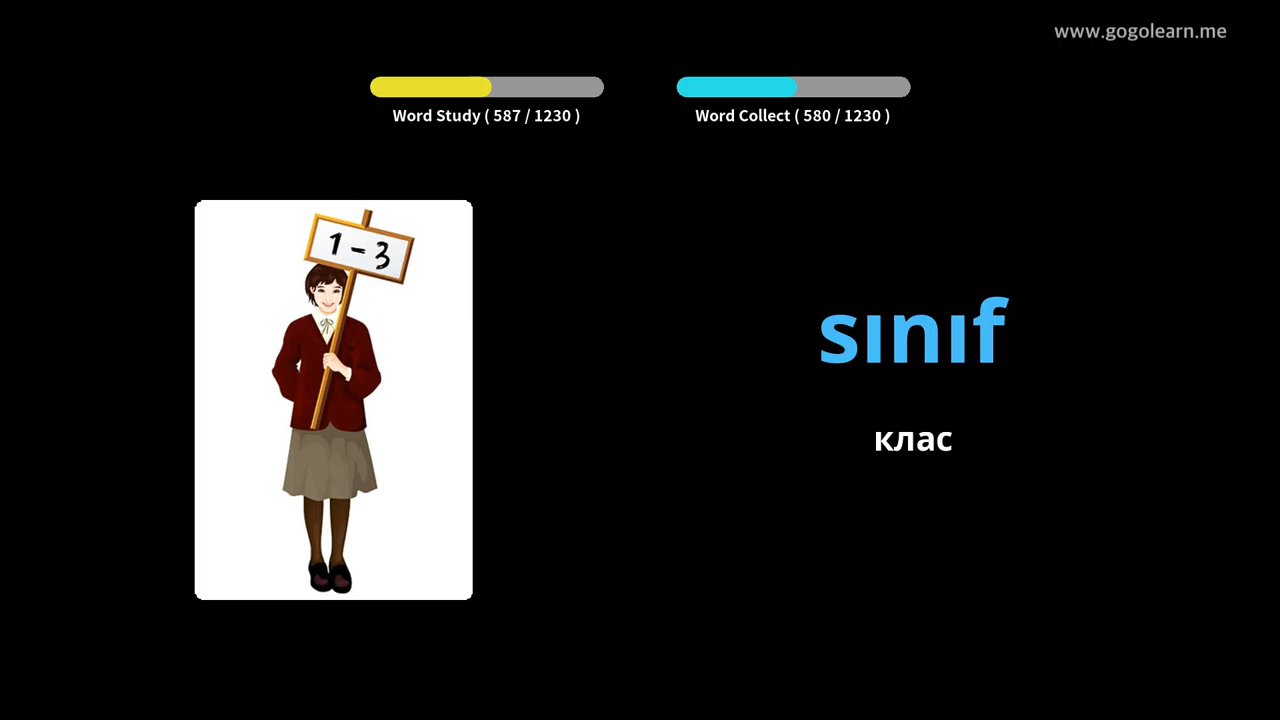 www.gogolearn.me
Word Study ( 587 / 1230 )
Word Collect ( 580 / 1230 )
1 - 3
sınıf
клас